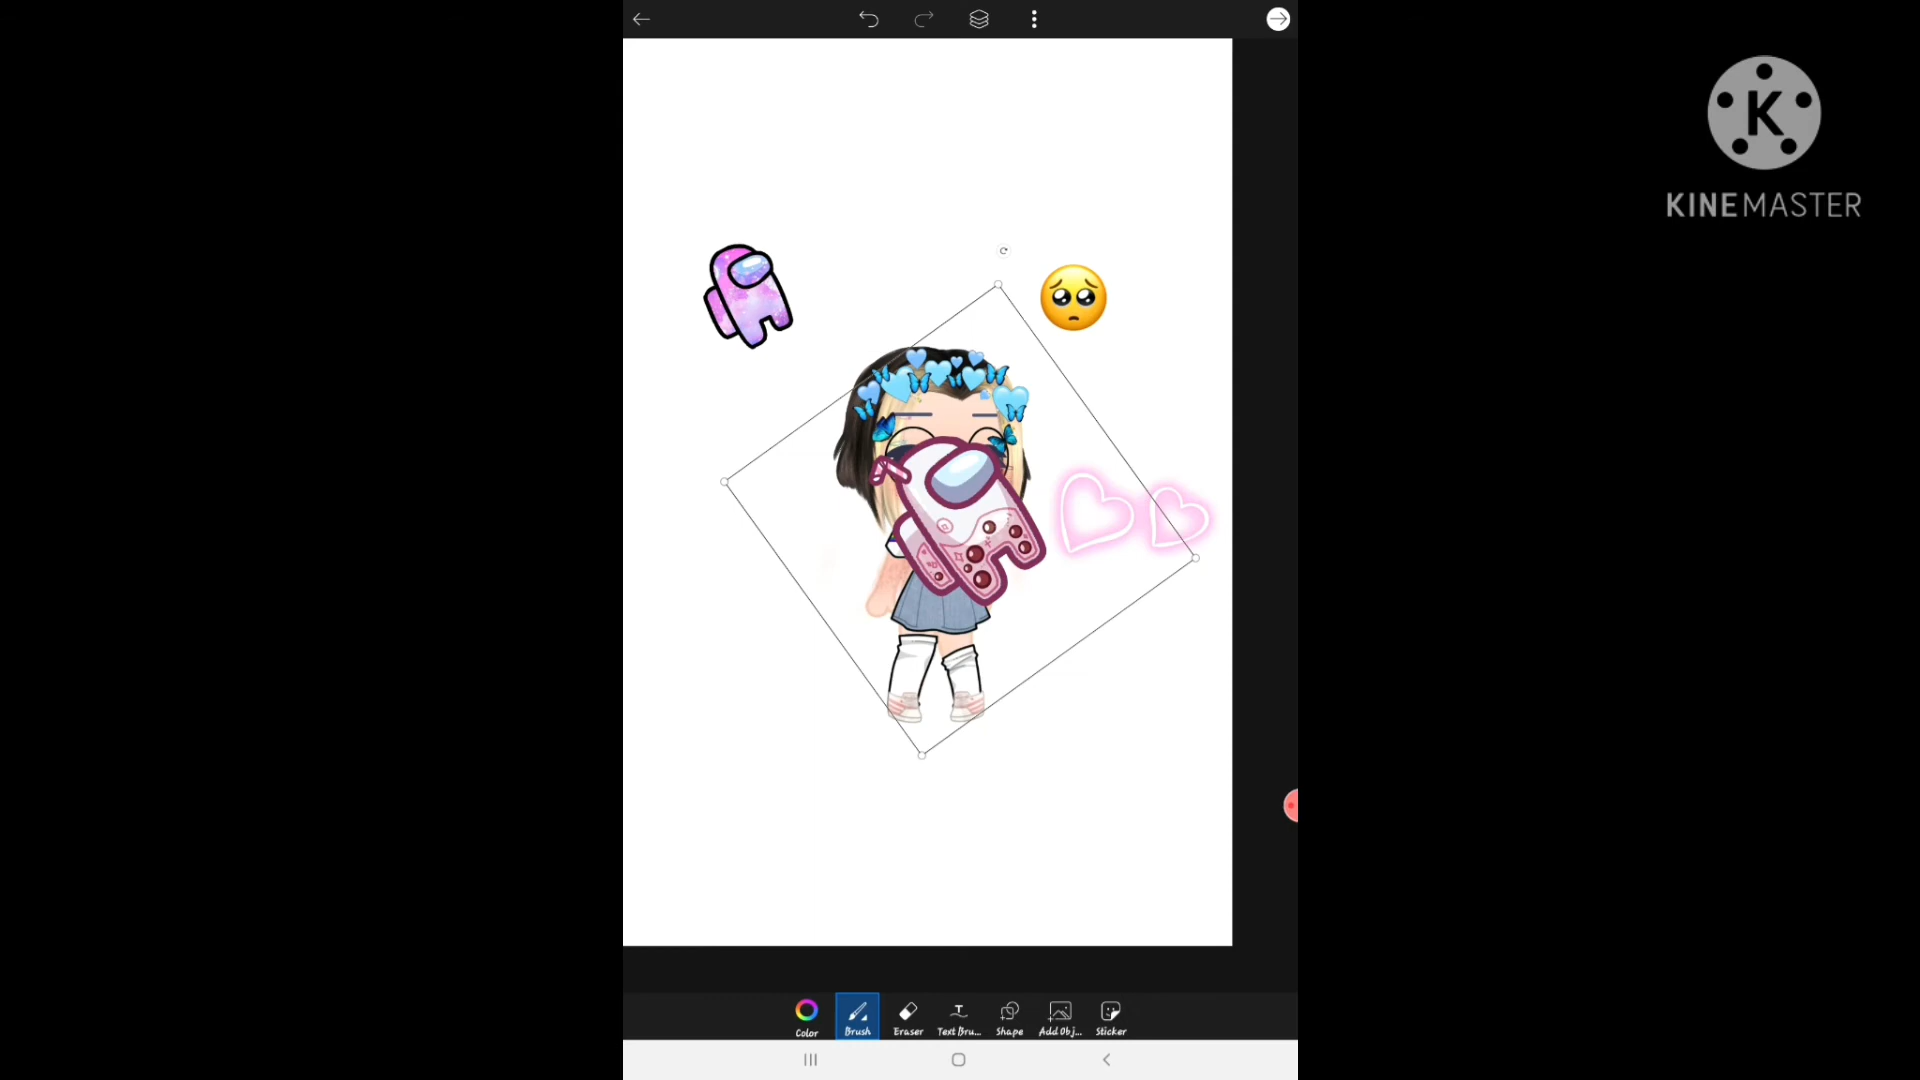 K
KINEMASTER
Color
Brush
Eraser
Text Bru...
Shape
Add Obj...
Sticker